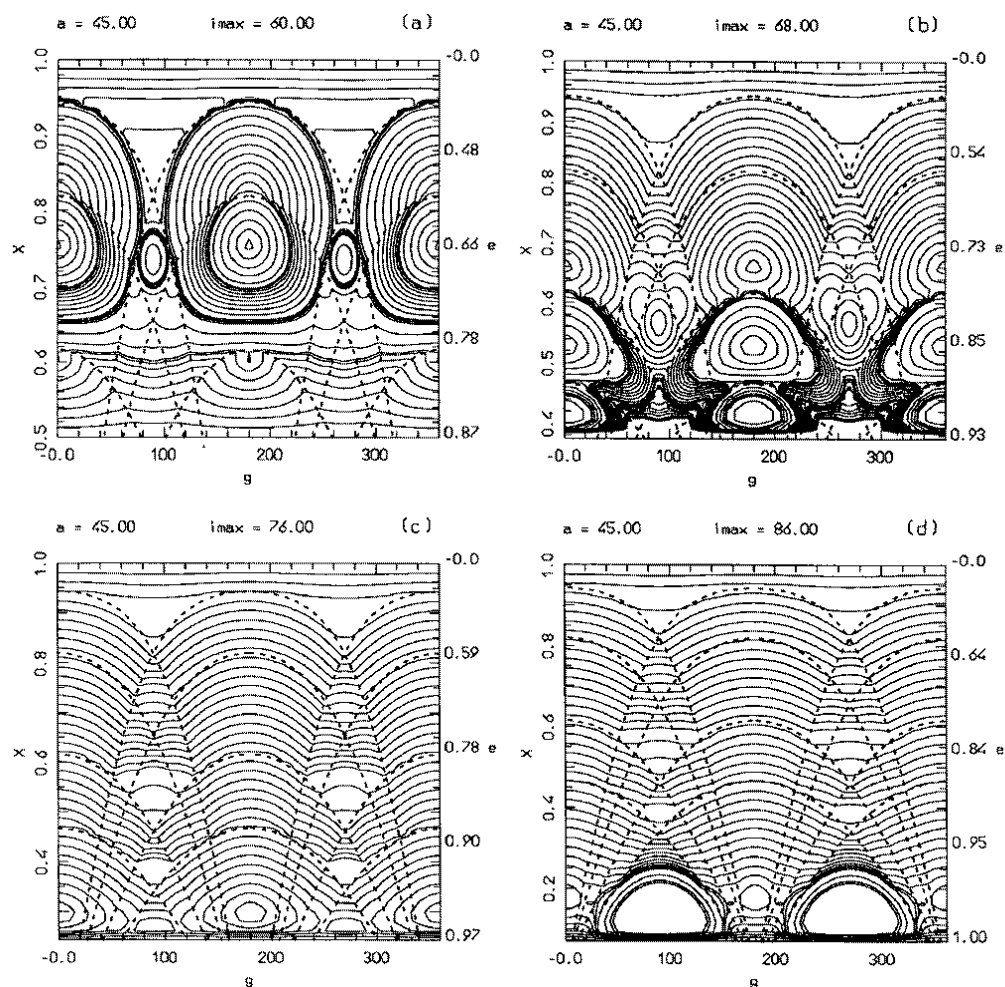 a = 45.00 imax = 60.00 (a)
1.0
0.9
0.8
0.7
0.6
0.5
x
-0.0
0.48
0.66 e
0.78
0.87
-0.0 100 200 300
g
a = 45.00 imax = 68.00 (b)
1.0
0.9
0.8
0.7
0.6
0.5
0.4
x
-0.0
0.54
0.73
e
0.85
0.93
-0.0 100 200 300
g
a = 45.00 imax = 76.00 (c)
1.0
0.8
0.6
0.4
x
-0.0
0.59
0.78
e
0.90
0.97
-0.0 100 200 300
g
a = 45.00 imax = 86.00 (d)
1.0
0.8
0.6
0.4
0.2
x
-0.0
0.64
0.84 e
0.95
1.00
-0.0 100 200 300
g